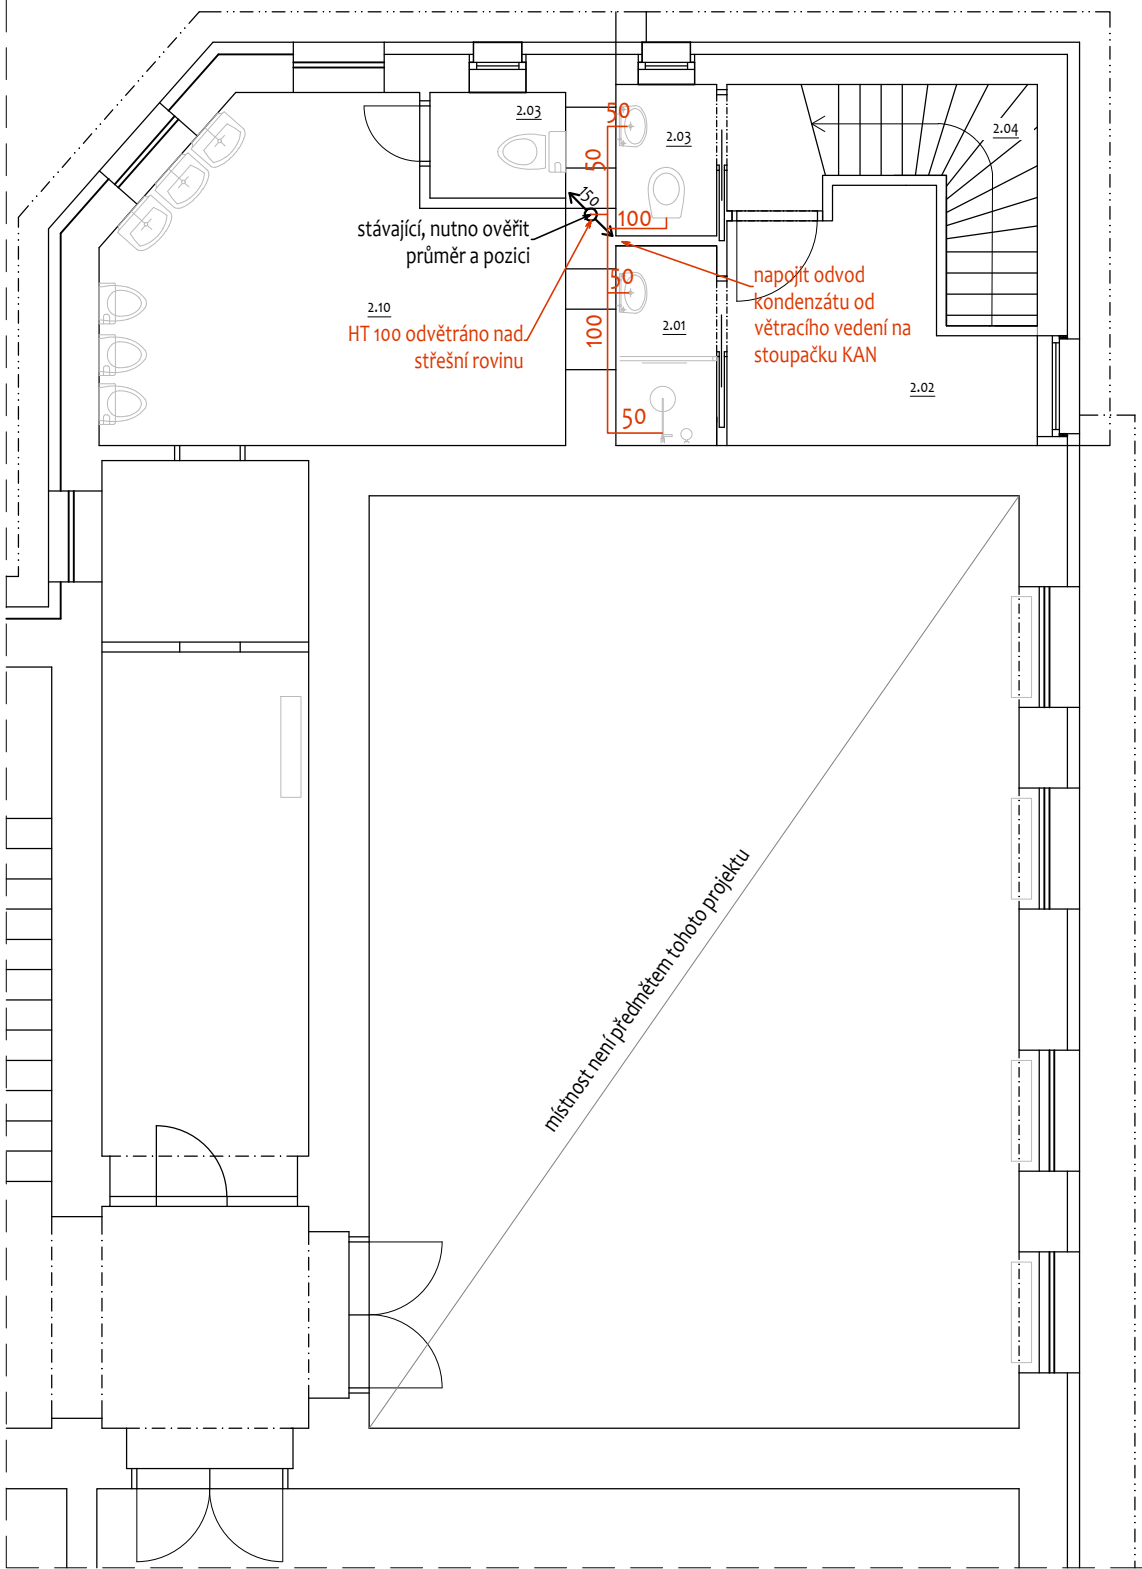 2.03
50
2.03
2.04
50
150
100
stávající, nutno ověřit
průměr a pozici
50
napojit odvod
kondenzátu od
větracího vedení na
stoupačku KAN
2.10
HT 100 odvětráno nad
střešní rovinu
100
2.01
2.02
50
místnost není předmětem tohoto projektu